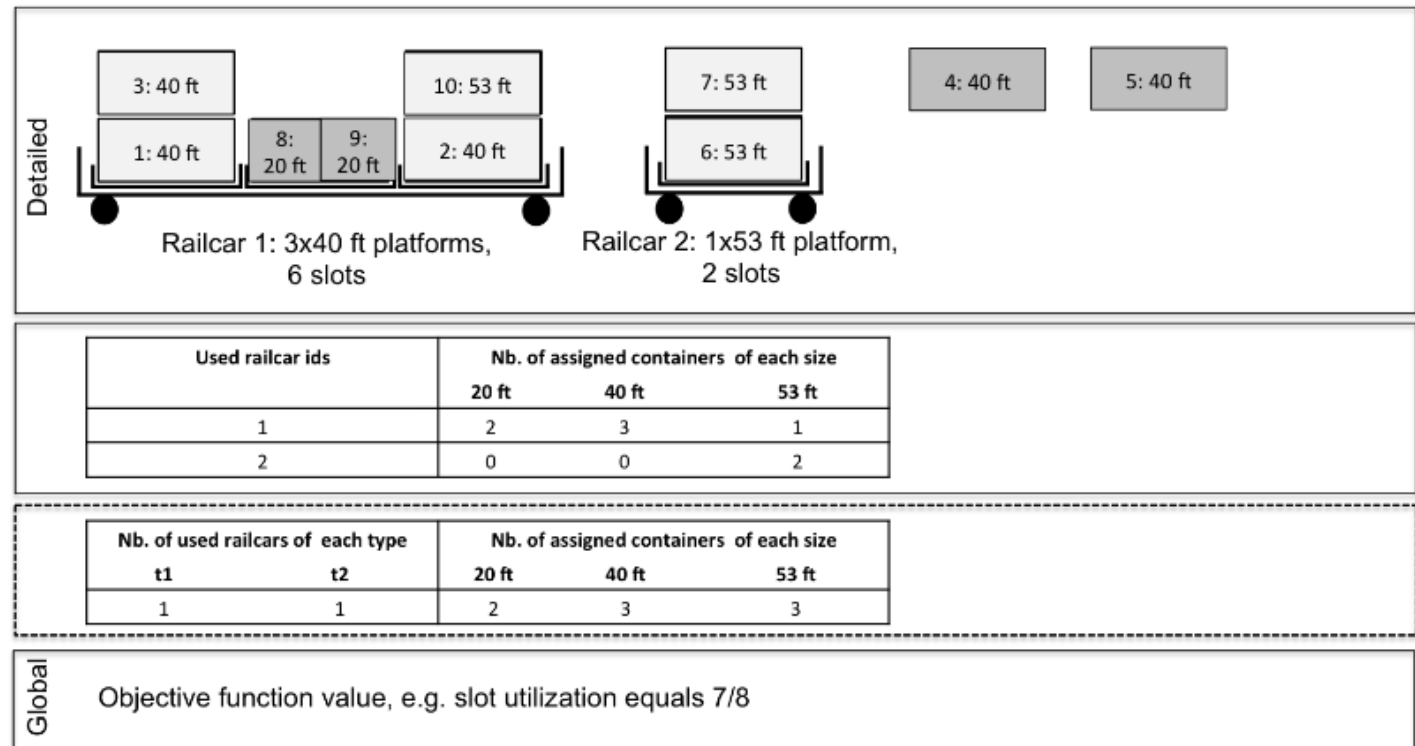 Detailed
3: 40 ft
10: 53 ft
7: 53 ft
4: 40 ft
5: 40 ft
1: 40 ft
8:
20 ft
9:
20 ft
2: 40 ft
6: 53 ft
Railcar 1: 3x40 ft platforms,
6 slots
Railcar 2: 1x53 ft platform,
2 slots
Used railcar ids Nb. of assigned containers of each size
20 ft 40 ft 53 ft
1 2 3 1
2 0 0 2
Nb. of used railcars of each type Nb. of assigned containers of each size
t1 t2 20 ft 40 ft 53 ft
1 1 2 3 3
Global
Objective function value, e.g. slot utilization equals 7/8